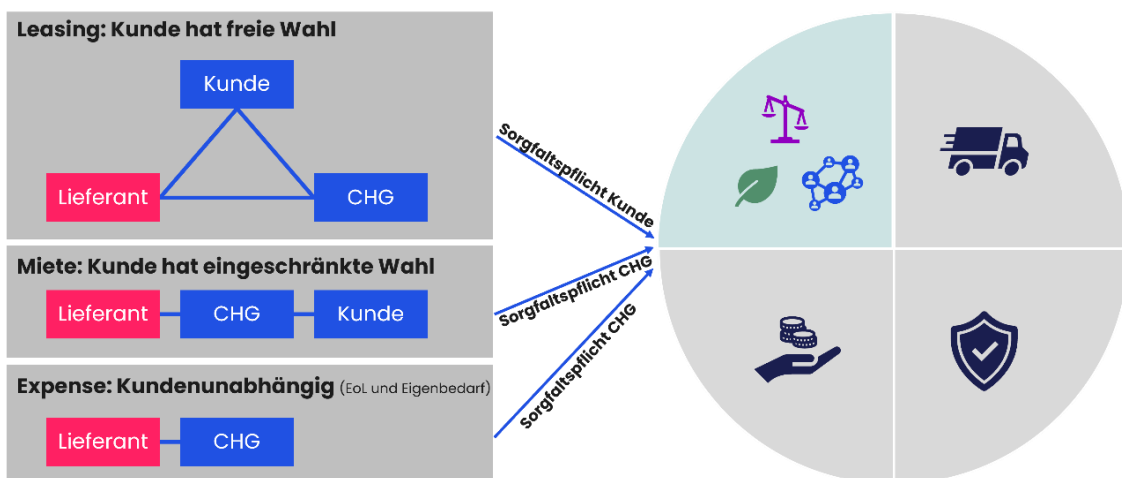 Leasing: Kunde hat freie Wahl
Kunde
Lieferant
CHG
Sorgfaltspflicht Kunde
Miete: Kunde hat eingeschränkte Wahl
Lieferant
CHG
Kunde
Sorgfaltspflicht CHG
Expense: Kundenunabhängig (EoL und Eigenbedarf)
Lieferant
CHG
Sorgfaltspflicht CHG